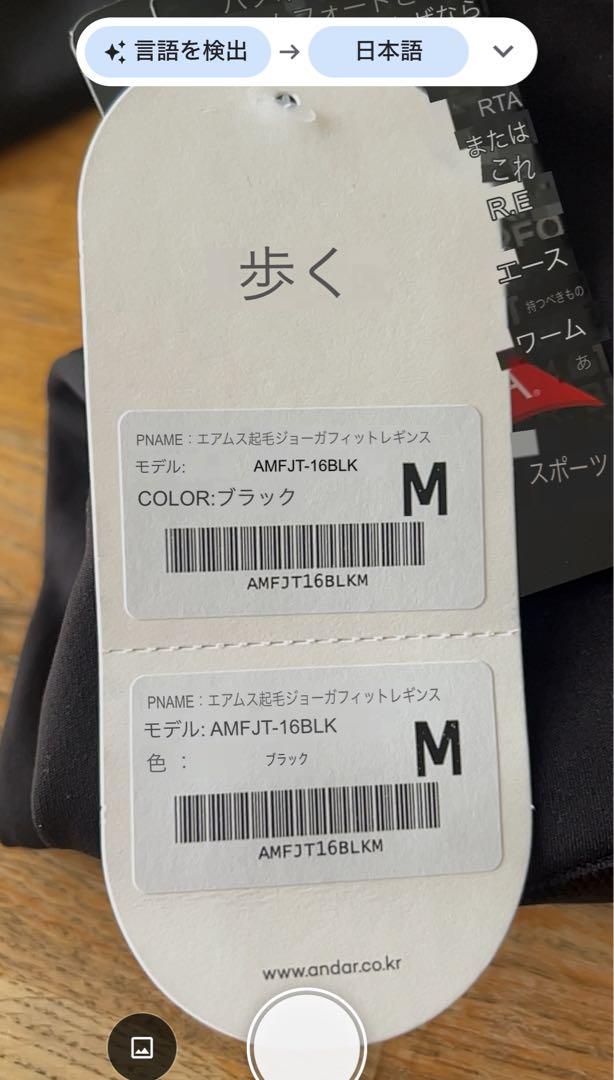 言語を検出 → 日本語
RTA
または
これ
R.E
エース
持つべきもの
ワーム
あ
スポーツ
歩く
PNAME：エアムス起毛ジョーガフィットレギンス
モデル: AMFJT-16BLK
COLOR:ブラック
M
AMFJT16BLKM
PNAME：エアムス起毛ジョーガフィットレギンス
モデル: AMFJT-16BLK
色 ： ブラック
M
AMFJT16BLKM
www.andar.co.kr